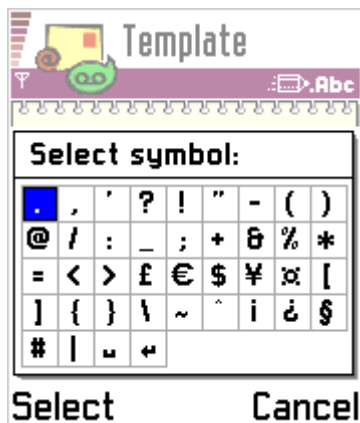 Template
.Abc
Select symbol:
. , ' ? ! " - ( )
@ / : _ ; + & % *
= < > £ € $ ¥ ¤ [
] { } \ ~ ^ ¡ ¿ §
# | ␣ ↵
Select Cancel